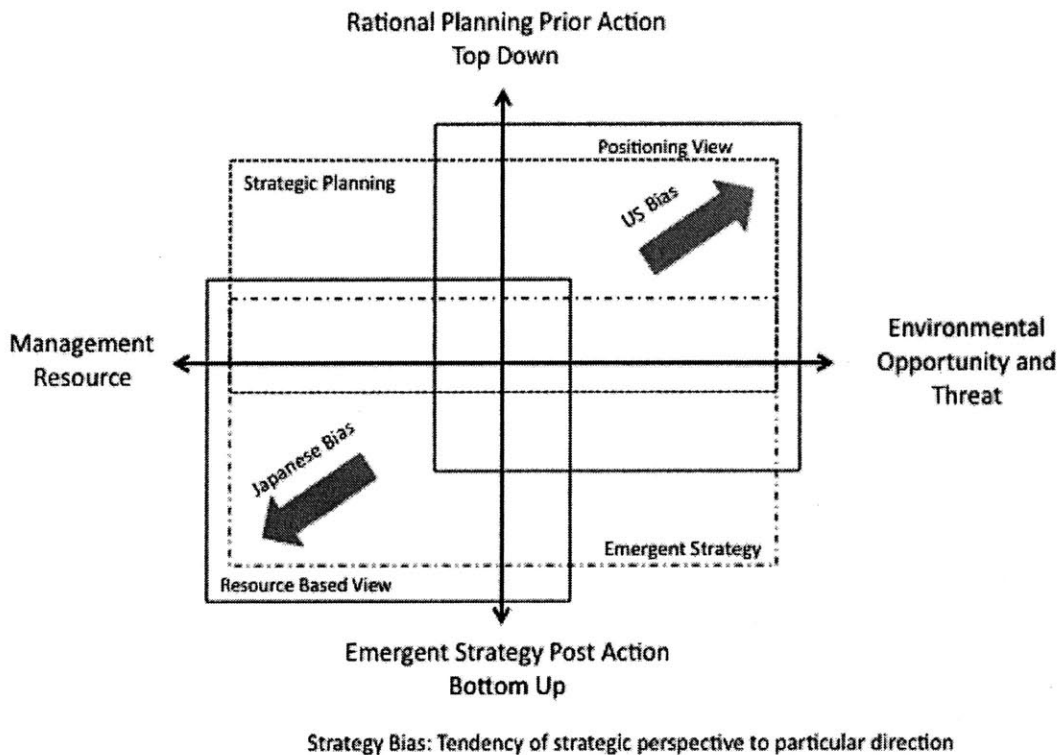 Rational Planning Prior Action
Top Down
Positioning View
Strategic Planning
US Bias
Management
Resource
Environmental
Opportunity and
Threat
Japanese Bias
Emergent Strategy
Resource Based View
Emergent Strategy Post Action
Bottom Up
Strategy Bias: Tendency of strategic perspective to particular direction